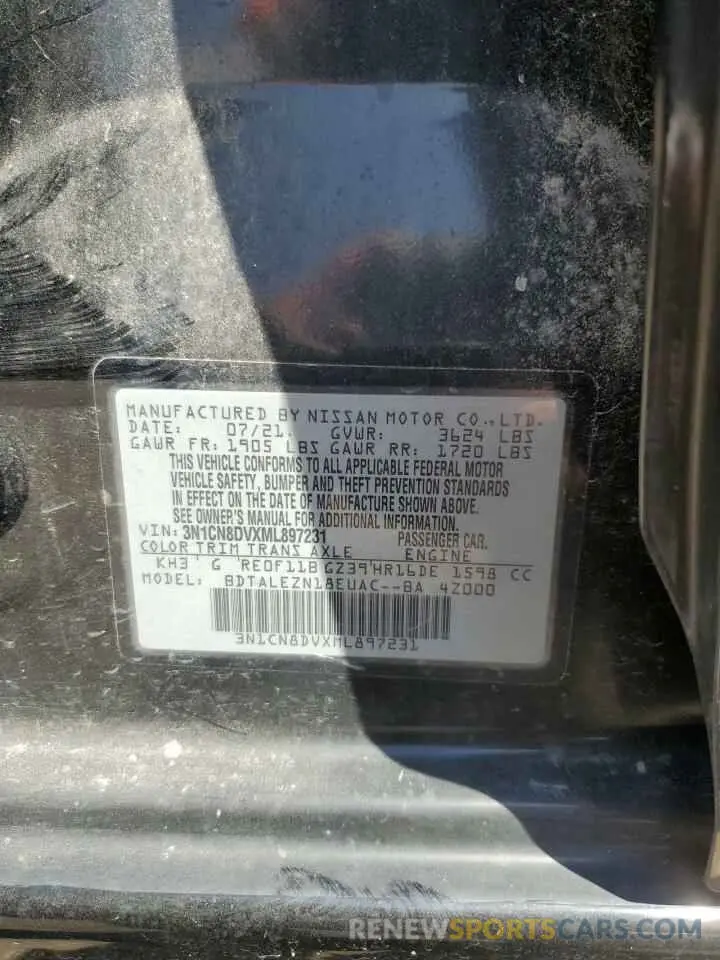 MANUFACTURED BY NISSAN MOTOR CO.,LTD.
DATE: 07/21. GVWR: 3624 LBS
GAWR FR: 1905 LBS GAWR RR: 1720 LBS
THIS VEHICLE CONFORMS TO ALL APPLICABLE FEDERAL MOTOR
VEHICLE SAFETY, BUMPER AND THEFT PREVENTION STANDARDS
IN EFFECT ON THE DATE OF MANUFACTURE SHOWN ABOVE.
SEE OWNER'S MANUAL FOR ADDITIONAL INFORMATION.
VIN: 3N1CN8DVXML897231 PASSENGER CAR.
COLOR TRIM TRANS AXLE ENGINE
KH3 G RE0F11B GZ39 HR16DE 1598 CC
MODEL: BDTALEZN18EUAC--BA 4Z000
3N1CN8DVXML897231
RENEWSPORTSCARS.COM